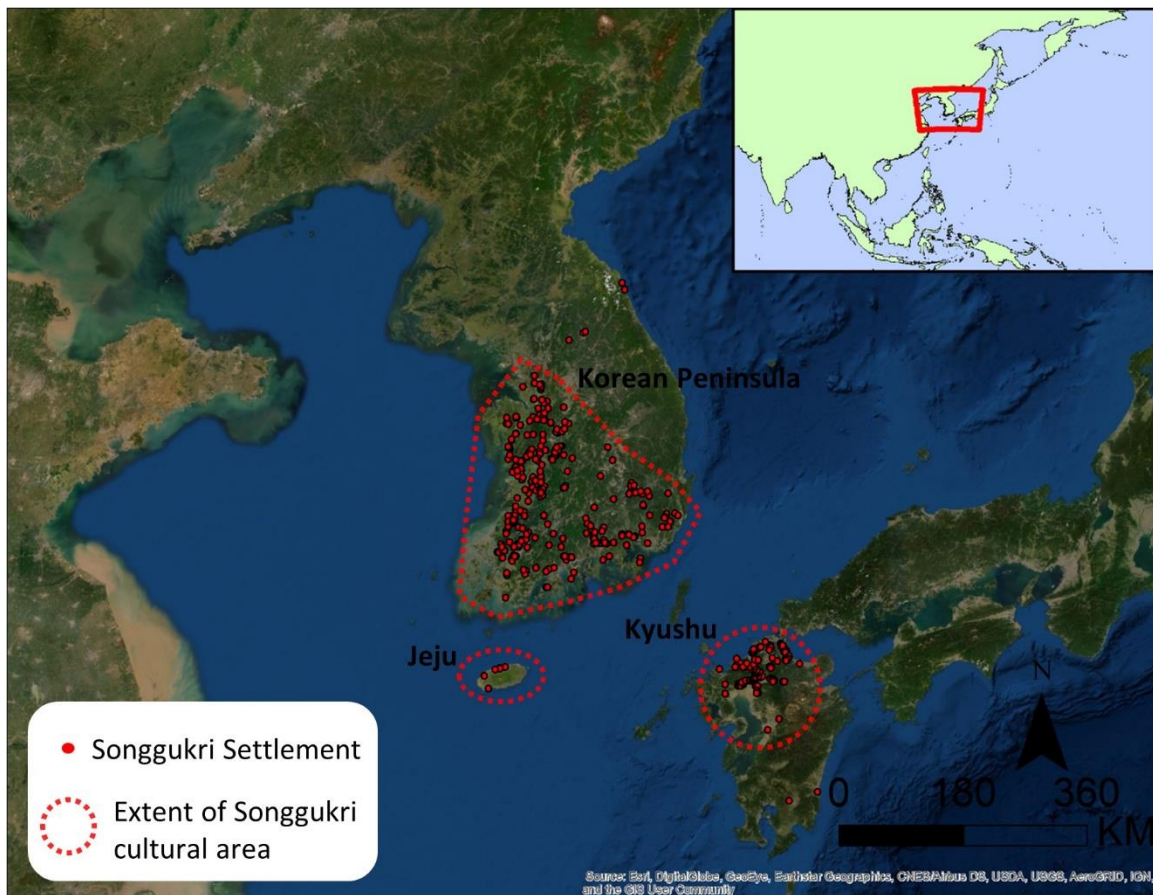 Korean Peninsula
Kyushu
Jeju
N
0 180 360
KM
Songgukri Settlement
Extent of Songgukri
cultural area
Source: Esri, DigitalGlobe, GeoEye, Earthstar Geographics, CNES/Airbus DS, USDA, USGS, AeroGRID, IGN,
and the GIS User Community